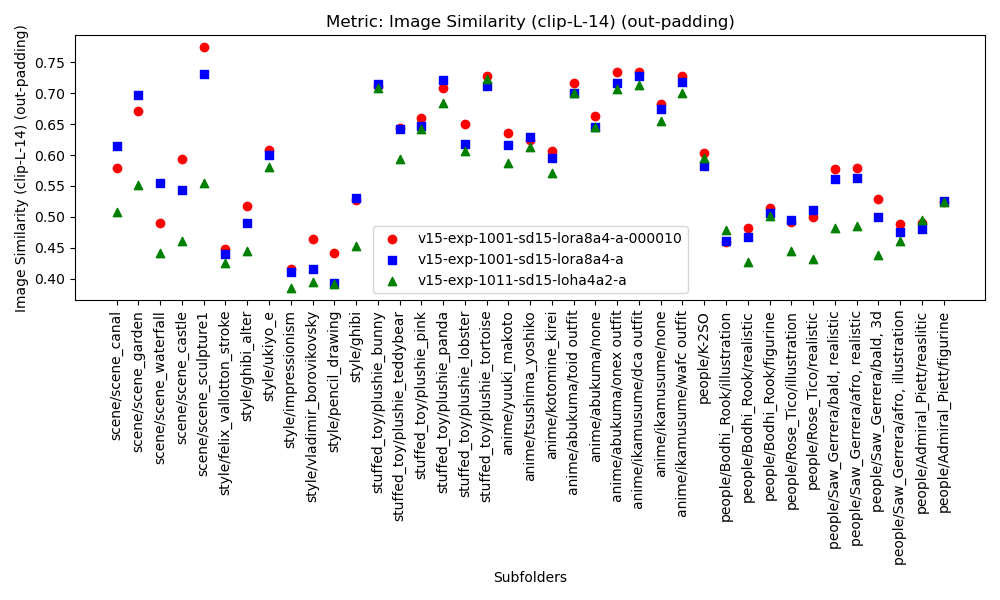 Metric: Image Similarity (clip-L-14) (out-padding)
Image Similarity (clip-L-14) (out-padding)
0.75
0.70
0.65
0.60
0.55
0.50
0.45
0.40
v15-exp-1001-sd15-lora8a4-a-000010
v15-exp-1001-sd15-lora8a4-a
v15-exp-1011-sd15-loha4a2-a
scene/scene_canal
scene/scene_garden
scene/scene_waterfall
scene/scene_castle
scene/scene_sculpture1
style/felix_vallotton_stroke
style/ghibi_alter
style/ukiyo_e
style/impressionism
style/vladimir_borovikovsky
style/pencil_drawing
style/ghibi
stuffed_toy/plushie_bunny
stuffed_toy/plushie_teddybear
stuffed_toy/plushie_pink
stuffed_toy/plushie_panda
stuffed_toy/plushie_lobster
stuffed_toy/plushie_tortoise
anime/yuuki_makoto
anime/tsushima_yoshiko
anime/kotomine_kirei
anime/abukuma/toid outfit
anime/abukuma/none
anime/abukuma/onex outfit
anime/ikamusume/dca outfit
anime/ikamusume/none
anime/ikamusume/wafc outfit
people/K-2SO
people/Bodhi_Rook/illustration
people/Bodhi_Rook/realistic
people/Bodhi_Rook/figurine
people/Rose_Tico/illustration
people/Rose_Tico/realistic
people/Saw_Gerrera/bald, realistic
people/Saw_Gerrera/afro, realistic
people/Saw_Gerrera/bald, 3d
people/Saw_Gerrera/afro, illustration
people/Admiral_Piett/reaslitic
people/Admiral_Piett/figurine
Subfolders